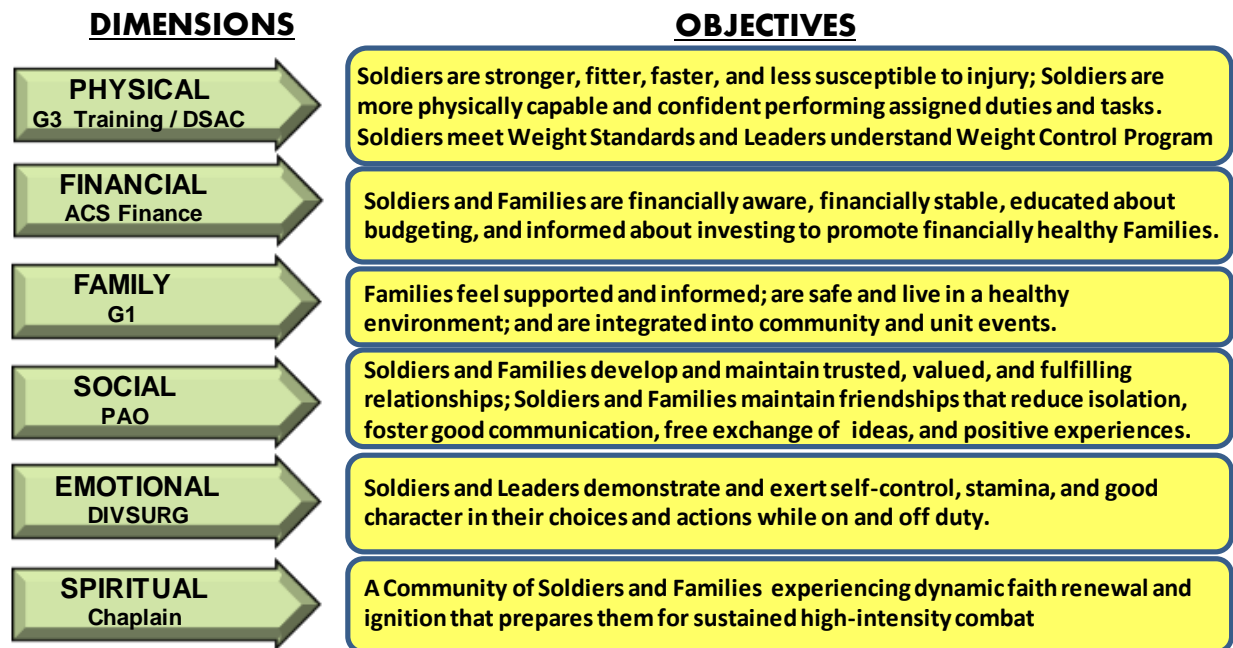 DIMENSIONS
OBJECTIVES
PHYSICAL
G3 Training / DSAC
Soldiers are stronger, fitter, faster, and less susceptible to injury; Soldiers are
more physically capable and confident performing assigned duties and tasks.
Soldiers meet Weight Standards and Leaders understand Weight Control Program
FINANCIAL
ACS Finance
Soldiers and Families are financially aware, financially stable, educated about
budgeting, and informed about investing to promote financially healthy Families.
FAMILY
G1
Families feel supported and informed; are safe and live in a healthy
environment; and are integrated into community and unit events.
SOCIAL
PAO
Soldiers and Families develop and maintain trusted, valued, and fulfilling
relationships; Soldiers and Families maintain friendships that reduce isolation,
foster good communication, free exchange of ideas, and positive experiences.
EMOTIONAL
DIVSURG
Soldiers and Leaders demonstrate and exert self-control, stamina, and good
character in their choices and actions while on and off duty.
SPIRITUAL
Chaplain
A Community of Soldiers and Families experiencing dynamic faith renewal and
ignition that prepares them for sustained high-intensity combat